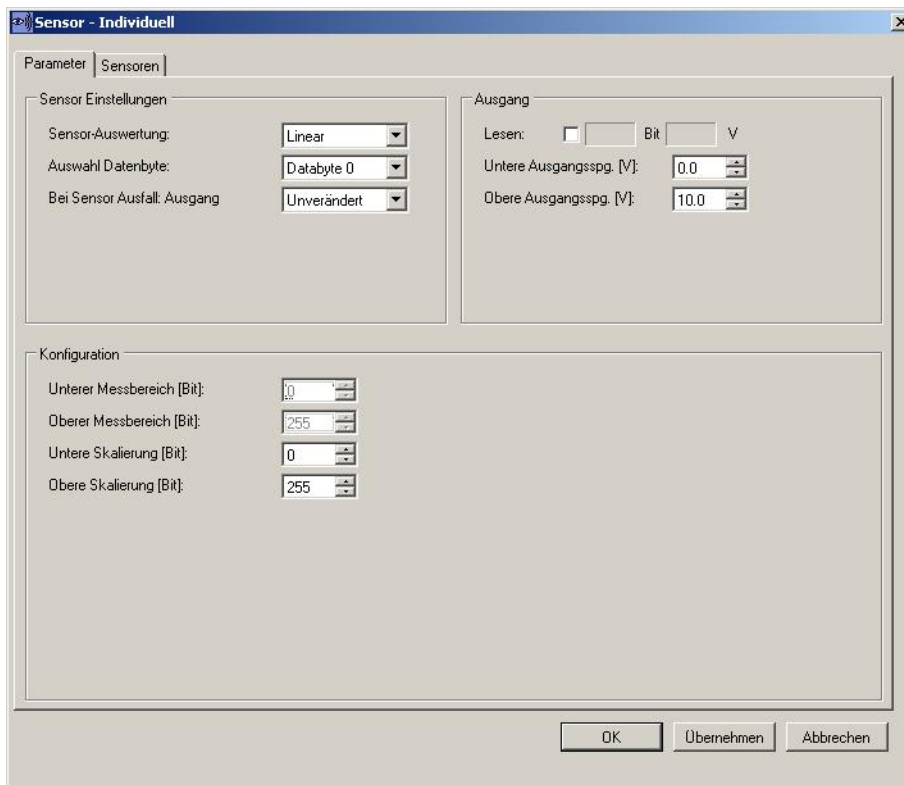 Sensor - Individuell
Parameter
Sensoren
Sensor Einstellungen
Sensor-Auswertung: Linear
Auswahl Datenbyte: Databyte 0
Bei Sensor Ausfall: Ausgang Unverändert
Ausgang
Lesen: Bit V
Untere Ausgangsspg. [V]: 0.0
Obere Ausgangsspg. [V]: 10.0
Konfiguration
Unterer Messbereich [Bit]: 0
Oberer Messbereich [Bit]: 255
Untere Skalierung [Bit]: 0
Obere Skalierung [Bit]: 255
OK Übernehmen Abbrechen